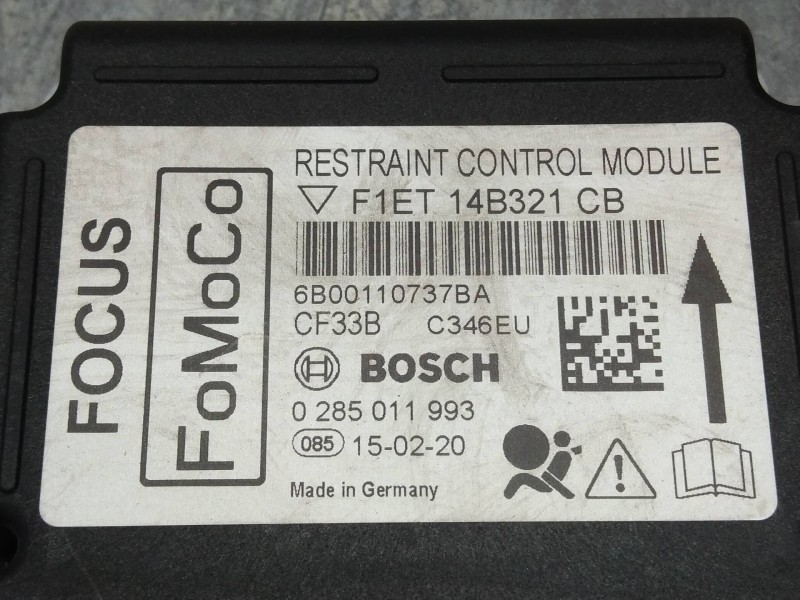 RESTRAINT CONTROL MODULE
F1ET 14B321 CB
6B00110737BA
CF33B C346EU
BOSCH
0 285 011 993
085 15-02-20
Made in Germany
FOCUS
FoMoCo